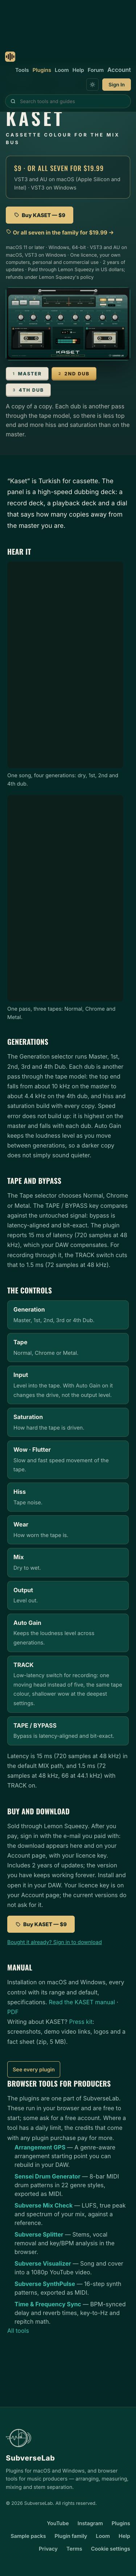 Tools Plugins Loom Help Forum Account
Sign in
Search tools and guides
KASET
CASSETTE COLOUR FOR THE MIX
BUS
$9 · OR ALL SEVEN FOR $19.99
VST3 and AU on macOS (Apple Silicon and
Intel) · VST3 on Windows
Buy KASET — $9
Or all seven in the family for $19.99 →
macOS 11 or later · Windows, 64-bit · VST3 and AU on
macOS, VST3 on Windows · One licence, your own
computers, personal and commercial use · 2 years of
updates · Paid through Lemon Squeezy in US dollars;
refunds under Lemon Squeezy's policy
KASET
1 MASTER
2 2ND DUB
3 4TH DUB
A copy of a copy. Each dub is another pass
through the tape deck, so there is less top
end and more hiss and saturation than on the
master.
“Kaset” is Turkish for cassette. The
panel is a high-speed dubbing deck: a
record deck, a playback deck and a dial
that says how many copies away from
the master you are.
HEAR IT
One song, four generations: dry, 1st, 2nd and
4th dub.
One pass, three tapes: Normal, Chrome and
Metal.
GENERATIONS
The Generation selector runs Master, 1st,
2nd, 3rd and 4th Dub. Each dub is another
pass through the tape model: the top end
falls from about 10 kHz on the master to
about 4.4 kHz on the 4th dub, and hiss and
saturation build with every copy. Speed
error does not build up: it is highest on the
master and falls with each dub. Auto Gain
keeps the loudness level as you move
between generations, so a darker copy
does not simply sound quieter.
TAPE AND BYPASS
The Tape selector chooses Normal, Chrome
or Metal. The TAPE / BYPASS key compares
against the untouched signal: bypass is
latency-aligned and bit-exact. The plugin
reports 15 ms of latency (720 samples at 48
kHz), which your DAW compensates. For
recording through it, the TRACK switch cuts
that to 1.5 ms (72 samples at 48 kHz).
THE CONTROLS
Generation
Master, 1st, 2nd, 3rd or 4th Dub.
Tape
Normal, Chrome or Metal.
Input
Level into the tape. With Auto Gain on it
changes the drive, not the output level.
Saturation
How hard the tape is driven.
Wow · Flutter
Slow and fast speed movement of the
tape.
Hiss
Tape noise.
Wear
How worn the tape is.
Mix
Dry to wet.
Output
Level out.
Auto Gain
Keeps the loudness level across
generations.
TRACK
Low-latency switch for recording: one
moving head instead of five, the same tape
colour, shallower wow at the deepest
settings.
TAPE / BYPASS
Bypass is latency-aligned and bit-exact.
Latency is 15 ms (720 samples at 48 kHz) in
the default MIX path, and 1.5 ms (72
samples at 48 kHz, 66 at 44.1 kHz) with
TRACK on.
BUY AND DOWNLOAD
Sold through Lemon Squeezy. After you
pay, sign in with the e-mail you paid with:
the download appears here and on your
Account page, with your licence key.
Includes 2 years of updates; the version
you have keeps working forever afterwards.
No account or licence file is needed to run it
in your DAW. Your licence key is on your
Account page; the current version does not
ask for it.
Buy KASET — $9
Bought it already? Sign in to download
MANUAL
Installation on macOS and Windows, every
control with its range and default,
specifications. Read the KASET manual ·
PDF
Writing about KASET? Press kit:
screenshots, demo video links, logos and a
fact sheet (zip, 5 MB).
See every plugin
BROWSER TOOLS FOR PRODUCERS
The plugins are one part of SubverseLab.
These run in your browser and are free to
start; some ask for a free account. Where a
tool has a daily limit, the credits that come
with any plugin purchase pay for more.
Arrangement GPS — A genre-aware
arrangement starting point you can
rebuild in your DAW.
Sensei Drum Generator — 8-bar MIDI
drum patterns in 22 genre styles,
exported as MIDI.
Subverse Mix Check — LUFS, true peak
and spectrum of your mix, against a
reference.
Subverse Splitter — Stems, vocal
removal and key/BPM analysis in the
browser.
Subverse Visualizer — Song and cover
into a 1080p YouTube video.
Subverse SynthPulse — 16-step synth
patterns, exported as MIDI.
Time & Frequency Sync — BPM-synced
delay and reverb times, key-to-Hz and
repitch math.
All tools
SubverseLab
Plugins for macOS and Windows, and browser
tools for music producers — arranging, measuring,
mixing and stem separation.
© 2026 SubverseLab. All rights reserved.
YouTube Instagram Plugins
Sample packs Plugin family Loom Help
Privacy Terms Cookie settings